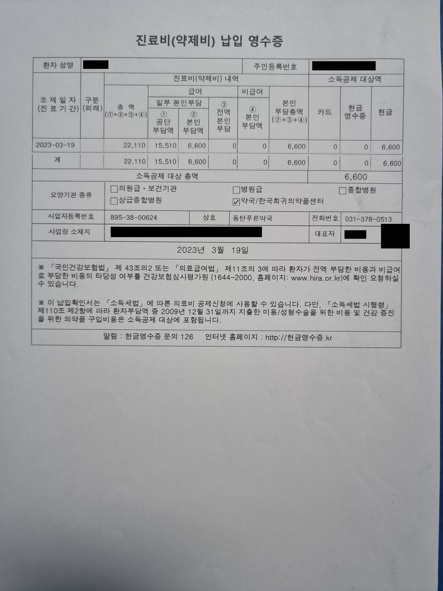 진료비(약제비) 납입 영수증
환자 성명 주민등록번호
조 제 일 자 (진 료 기 간) 구분 (외래) 진료비(약제비) 내역 소득공제 대상액
급여 비급여
일부 본인부담
총 액 (①+②+③+④) ① 공단 부담액 ② 본인 부담액 ③ 전액 본인 부담 ④ 본인 부담액 본인 부담총액 (②+③+④) 카드 현금 영수증 현금
2023-03-19 22,110 15,510 6,600 0 0 6,600 0 0 6,600
계 22,110 15,510 6,600 0 0 6,600 0 0 6,600
소득공제 대상 총액 6,600
요양기관 종류 □의원급·보건기관 □병원급 □종합병원
□상급종합병원 ☑약국/한국희귀의약품센터
사업자등록번호 895-38-00624 상호 동탄푸른약국 전화번호 031-378-0513
사업장 소재지 대표자
2023년 3월 19일
※ 「국민건강보험법」 제 43조의2 또는 「의료급여법」 제11조의 3에 따라 환자가 전액 부담한 비용과 비급여
로 부담한 비용의 타당성 여부를 건강보험심사평가원 (1644-2000, 홈페이지: www.hira.or.kr)에 확인 요청하실
수 있습니다.
※ 이 납입확인서는 「소득세법」에 따른 의료비 공제신청에 사용할 수 있습니다. 다만, 「소득세법 시행령」
제110조 제2항에 따라 환자부담액 중 2009년 12월 31일까지 지출한 미용/성형수술을 위한 비용 및 건강 증진
을 위한 의약품 구입비용은 소득공제 대상에 포함됩니다.
알림 : 현금영수증 문의 126 인터넷 홈페이지 : http://현금영수증.kr